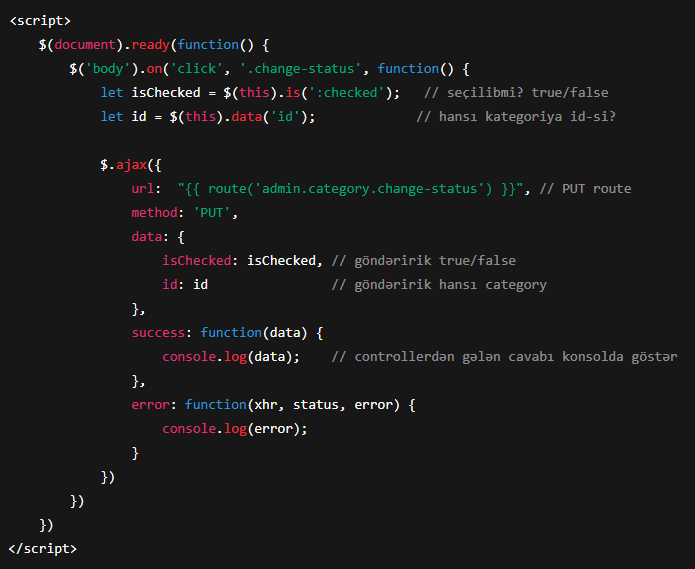 <script>
$(document).ready(function() {
$('body').on('click', '.change-status', function() {
let isChecked = $(this).is(':checked');   // seçilibmi? true/false
let id = $(this).data('id');             // hansı kategoriya id-si?
$.ajax({
url:  "{{ route('admin.category.change-status') }}", // PUT route
method: 'PUT',
data: {
isChecked: isChecked, // göndəririk true/false
id: id                // göndəririk hansı category
},
success: function(data) {
console.log(data);    // controllerdən gələn cavabı konsolda göstər
},
error: function(xhr, status, error) {
console.log(error);
}
})
})
})
</script>